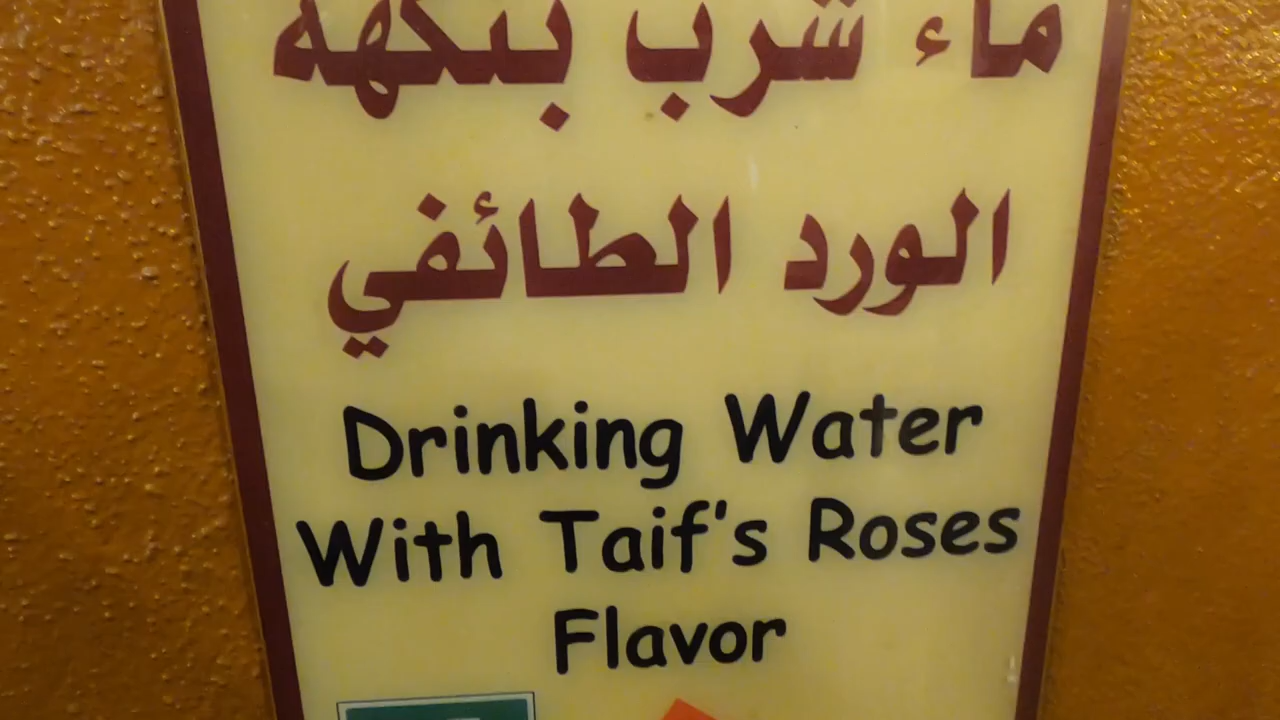 ماء شرب بنكهة
الورد الطائفي
Drinking Water
With Taif's Roses
Flavor